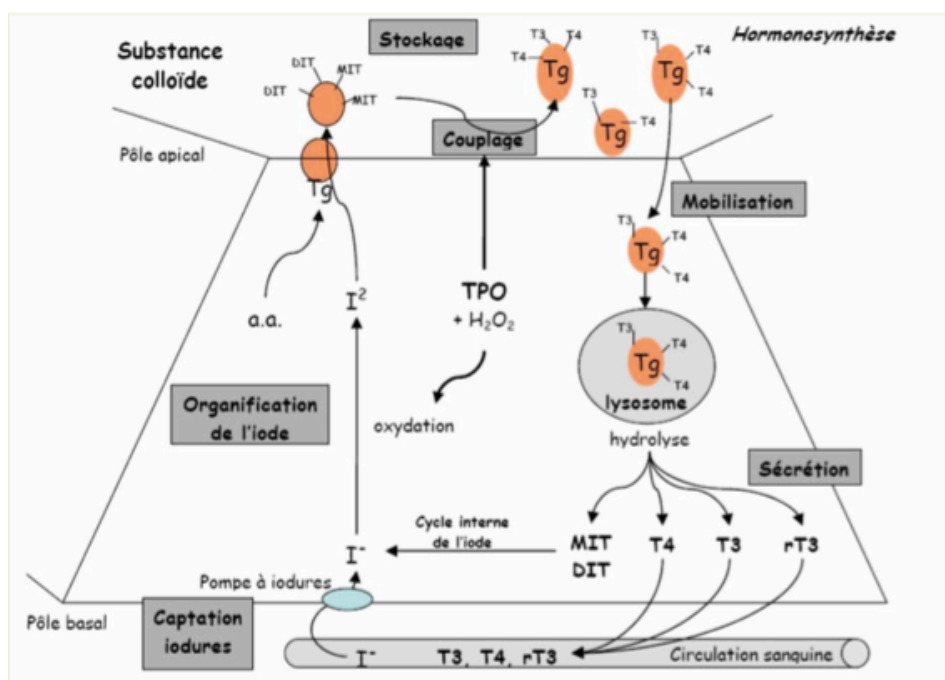 Hormonosynthèse
Stockage
Substance
colloïde
DIT
MIT
DIT
MIT
T3
T4
T4
Tg
T3
T4
Tg
T3
Tg
T4
T4
Couplage
Pôle apical
Tg
Mobilisation
T3
T4
Tg
T4
I²
a.a.
TPO
+ H₂O₂
T3
T4
Tg
T4
lysosome
Organification
de l'iode
oxydation
hydrolyse
Sécrétion
Cycle interne
de l'iode
I⁻
MIT
DIT
T4
T3
rT3
Pompe à iodures
Pôle basal
Captation
iodures
I⁻
T3, T4, rT3
Circulation sanguine